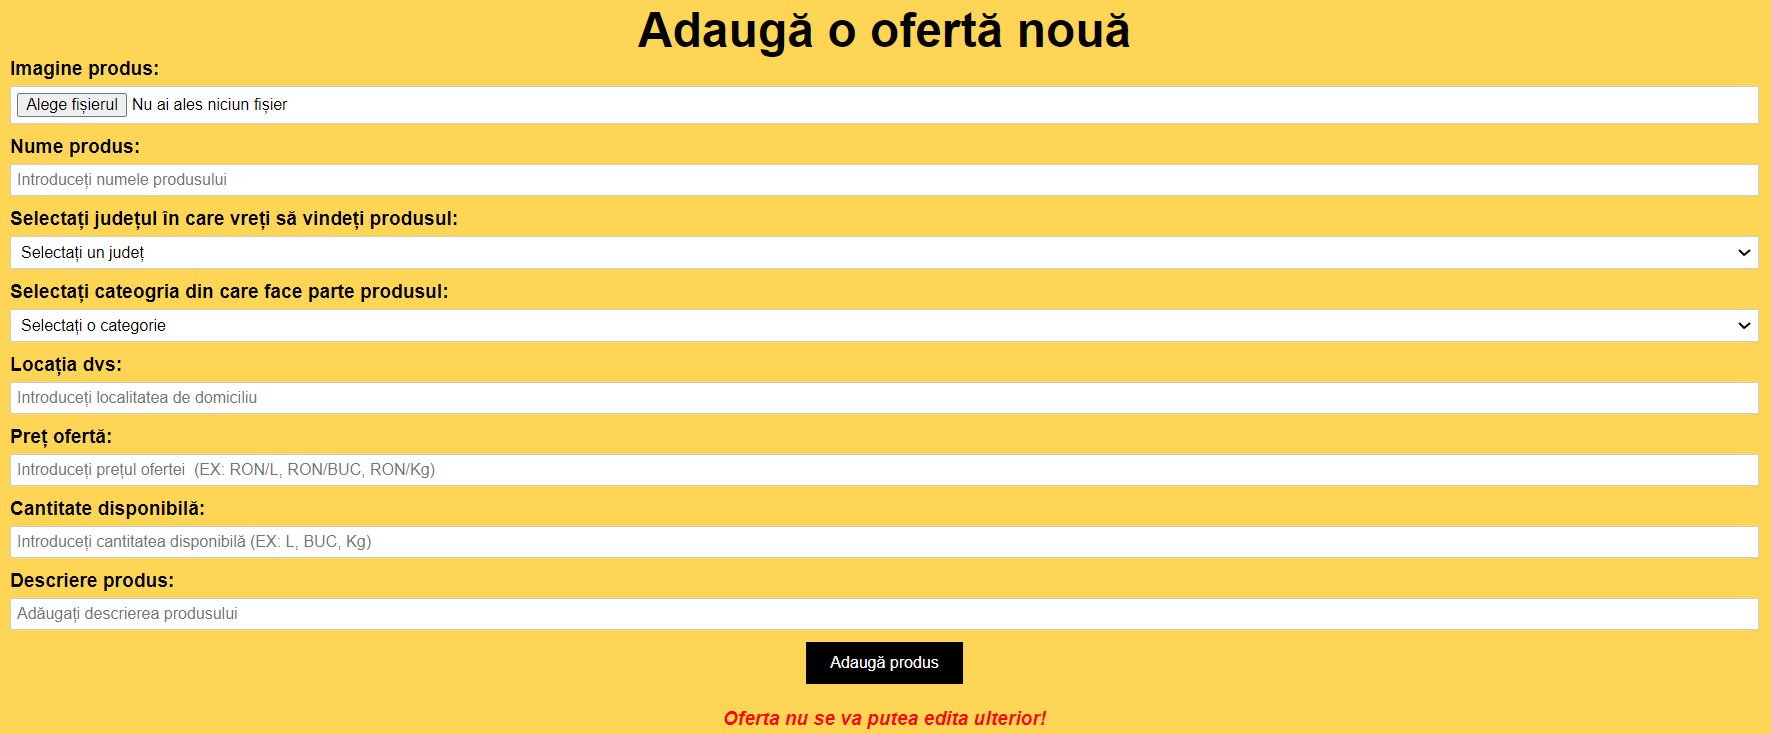 Adaugă o ofertă nouă
Imagine produs:
Alege fișierul Nu ai ales niciun fișier
Nume produs:
Introduceți numele produsului
Selectați județul în care vreți să vindeți produsul:
Selectați un județ
Selectați cateogria din care face parte produsul:
Selectați o categorie
Locația dvs:
Introduceți localitatea de domiciliu
Preț ofertă:
Introduceți prețul ofertei  (EX: RON/L, RON/BUC, RON/Kg)
Cantitate disponibilă:
Introduceți cantitatea disponibilă (EX: L, BUC, Kg)
Descriere produs:
Adăugați descrierea produsului
Adaugă produs
Oferta nu se va putea edita ulterior!